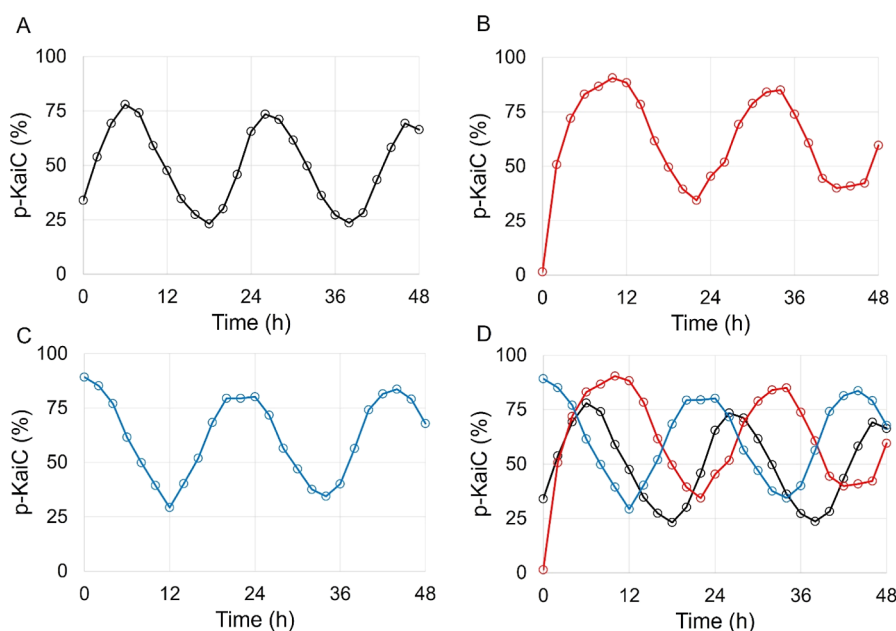 A
p-KaiC (%)
100
75
50
25
0
0 12 24 36 48
Time (h)
B
p-KaiC (%)
100
75
50
25
0
0 12 24 36 48
Time (h)
C
p-KaiC (%)
100
75
50
25
0
0 12 24 36 48
Time (h)
D
p-KaiC (%)
100
75
50
25
0
0 12 24 36 48
Time (h)